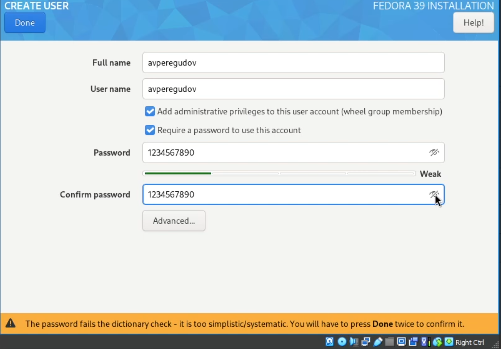 CREATE USER
FEDORA 39 INSTALLATION
Done
Help!
Full name
avperegudov
User name
avperegudov
Add administrative privileges to this user account (wheel group membership)
Require a password to use this account
Password
1234567890
Weak
Confirm password
1234567890
Advanced...
The password fails the dictionary check - it is too simplistic/systematic. You will have to press Done twice to confirm it.
Right Ctrl